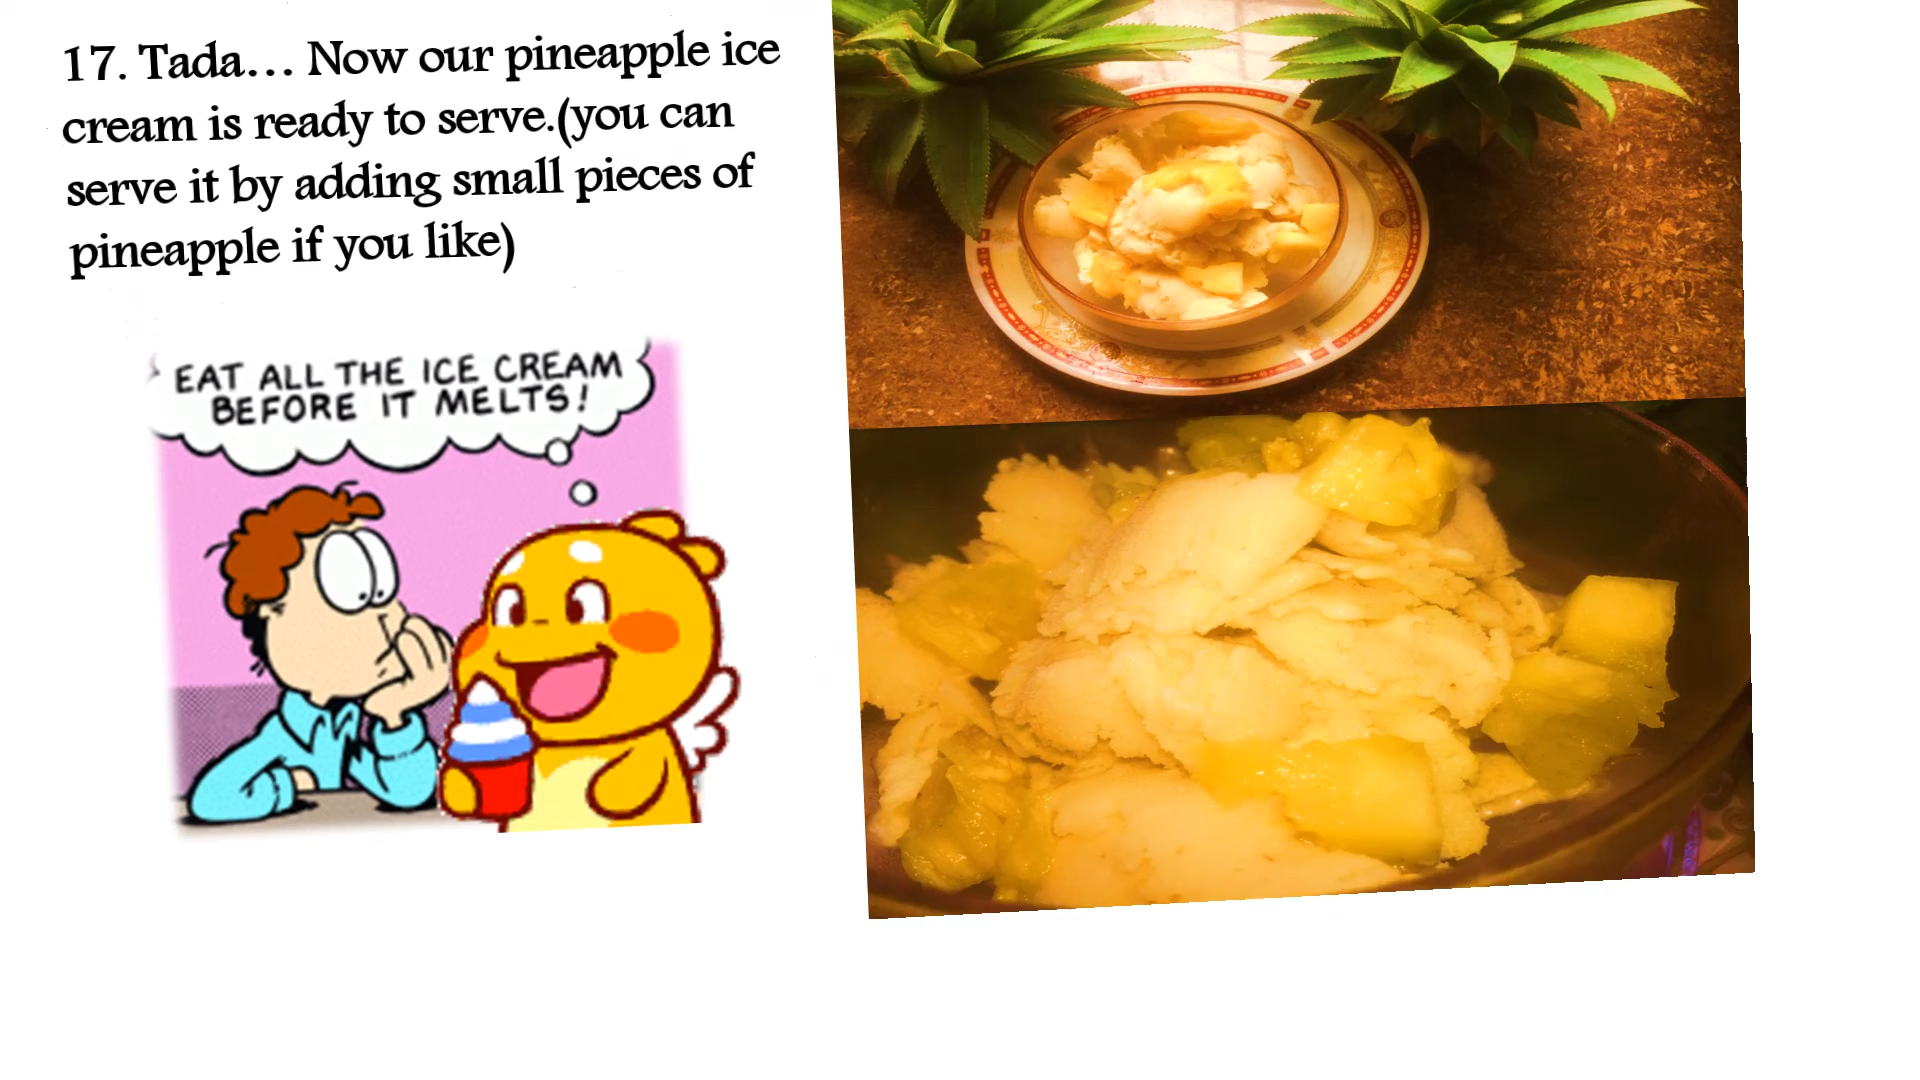 17. Tada... Now our pineapple ice
cream is ready to serve.(you can
serve it by adding small pieces of
pineapple if you like)
EAT ALL THE ICE CREAM
BEFORE IT MELTS!